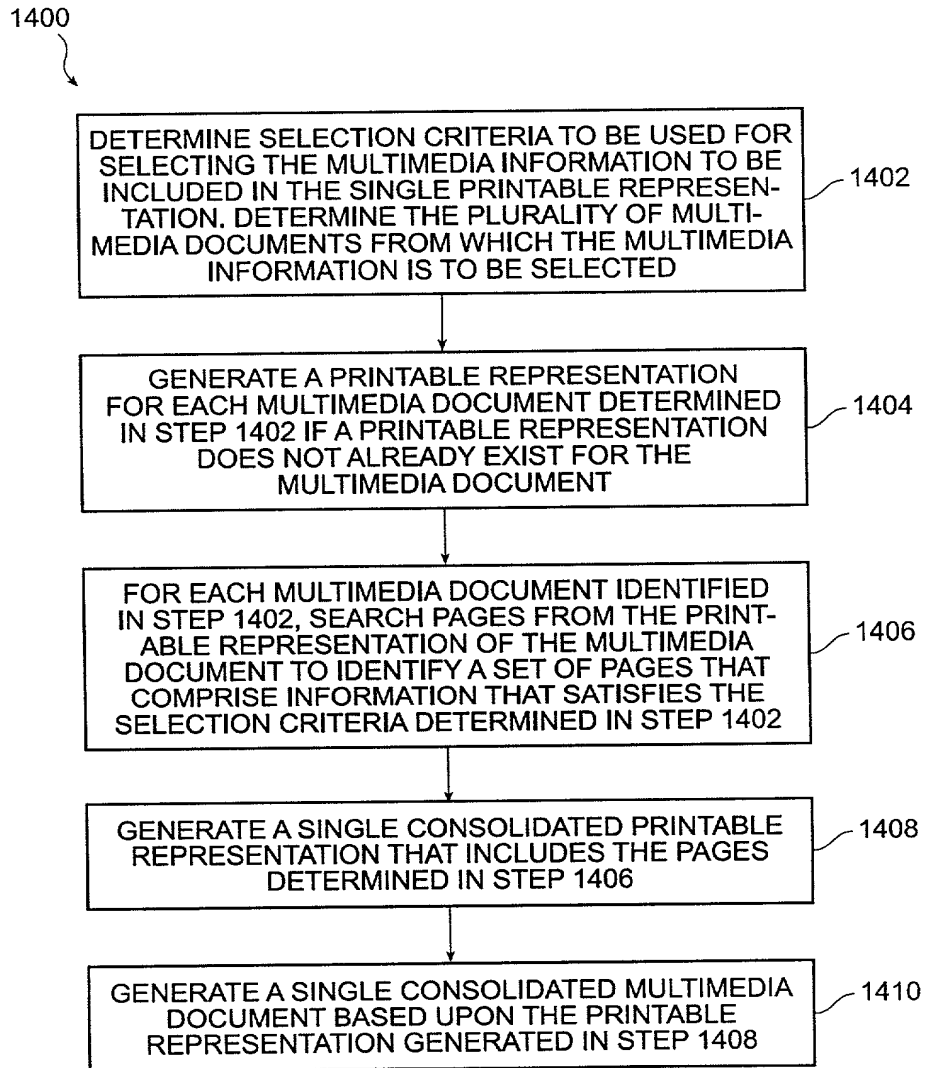 1400
DETERMINE SELECTION CRITERIA TO BE USED FOR
SELECTING THE MULTIMEDIA INFORMATION TO BE
INCLUDED IN THE SINGLE PRINTABLE REPRESEN-
TATION. DETERMINE THE PLURALITY OF MULTI-
MEDIA DOCUMENTS FROM WHICH THE MULTIMEDIA
INFORMATION IS TO BE SELECTED
1402
GENERATE A PRINTABLE REPRESENTATION
FOR EACH MULTIMEDIA DOCUMENT DETERMINED
IN STEP 1402 IF A PRINTABLE REPRESENTATION
DOES NOT ALREADY EXIST FOR THE
MULTIMEDIA DOCUMENT
1404
FOR EACH MULTIMEDIA DOCUMENT IDENTIFIED
IN STEP 1402, SEARCH PAGES FROM THE PRINT-
ABLE REPRESENTATION OF THE MULTIMEDIA
DOCUMENT TO IDENTIFY A SET OF PAGES THAT
COMPRISE INFORMATION THAT SATISFIES THE
SELECTION CRITERIA DETERMINED IN STEP 1402
1406
GENERATE A SINGLE CONSOLIDATED PRINTABLE
REPRESENTATION THAT INCLUDES THE PAGES
DETERMINED IN STEP 1406
1408
GENERATE A SINGLE CONSOLIDATED MULTIMEDIA
DOCUMENT BASED UPON THE PRINTABLE
REPRESENTATION GENERATED IN STEP 1408
1410